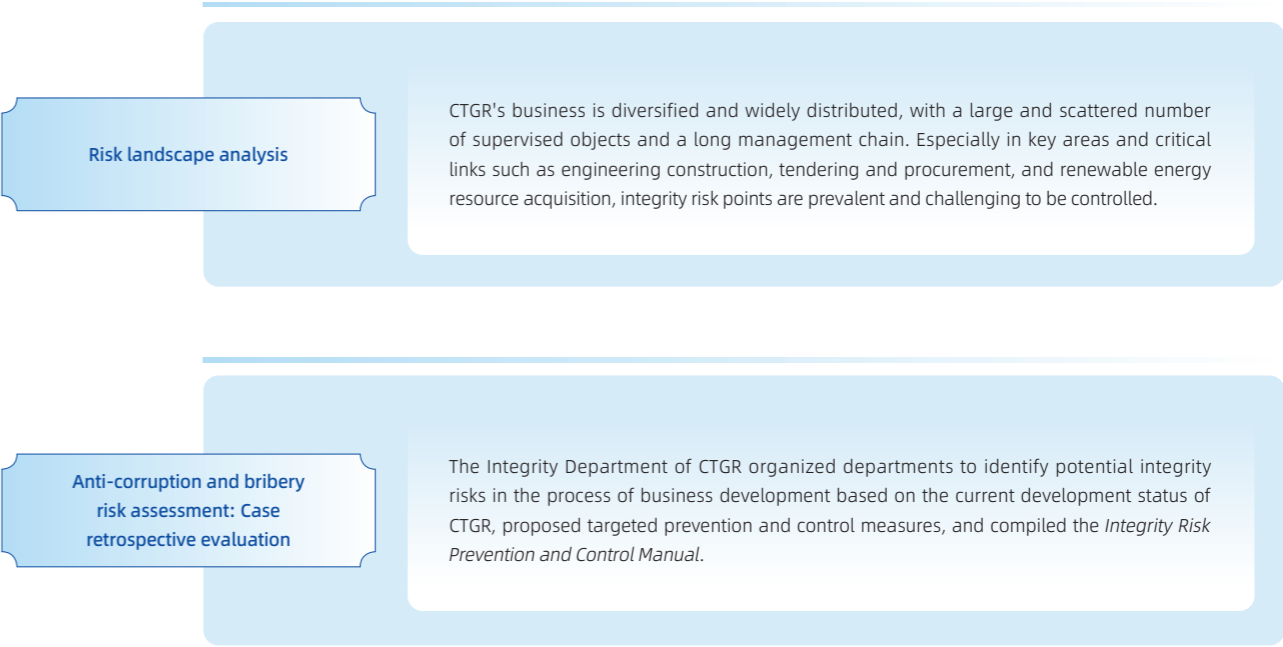 Risk landscape analysis
CTGR's business is diversified and widely distributed, with a large and scattered number
of supervised objects and a long management chain. Especially in key areas and critical
links such as engineering construction, tendering and procurement, and renewable energy
resource acquisition, integrity risk points are prevalent and challenging to be controlled.
Anti-corruption and bribery
risk assessment: Case
retrospective evaluation
The Integrity Department of CTGR organized departments to identify potential integrity
risks in the process of business development based on the current development status of
CTGR, proposed targeted prevention and control measures, and compiled the Integrity Risk
Prevention and Control Manual.